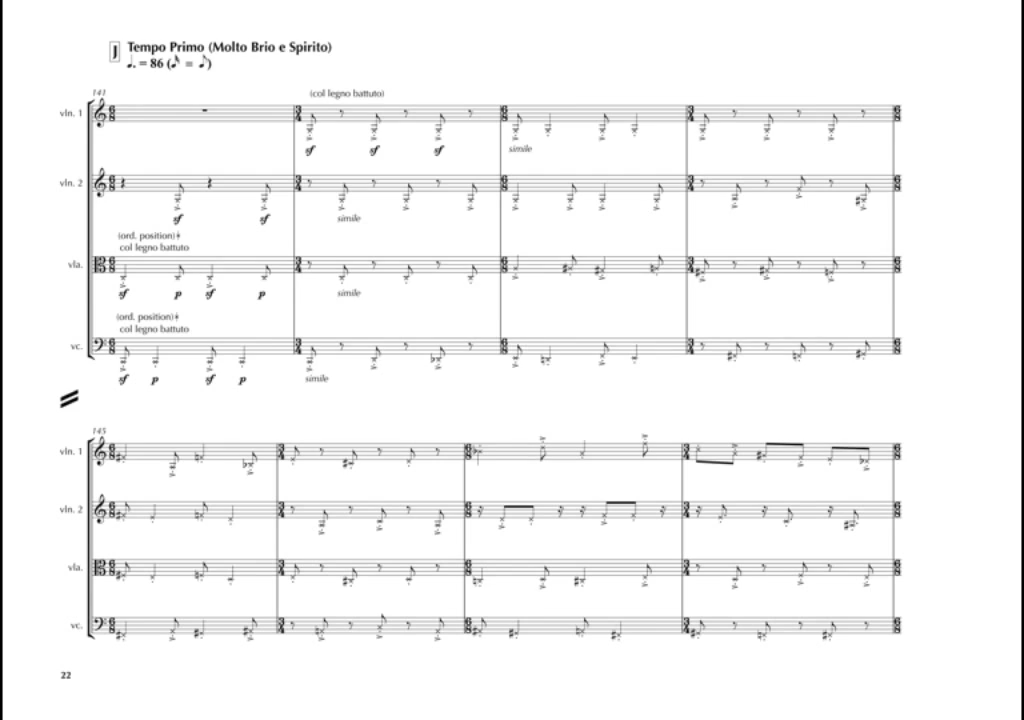 J Tempo Primo (Molto Brio e Spirito)
♩. = 86 (♪ = ♪)
141
(col legno battuto)
vln. 1
sf sf sf
simile
vln. 2
sf sf
simile
(ord. position)
col legno battuto
vla.
sf p sf p
simile
(ord. position)
col legno battuto
vc.
sf p sf p
simile
145
vln. 1
vln. 2
vla.
vc.
22